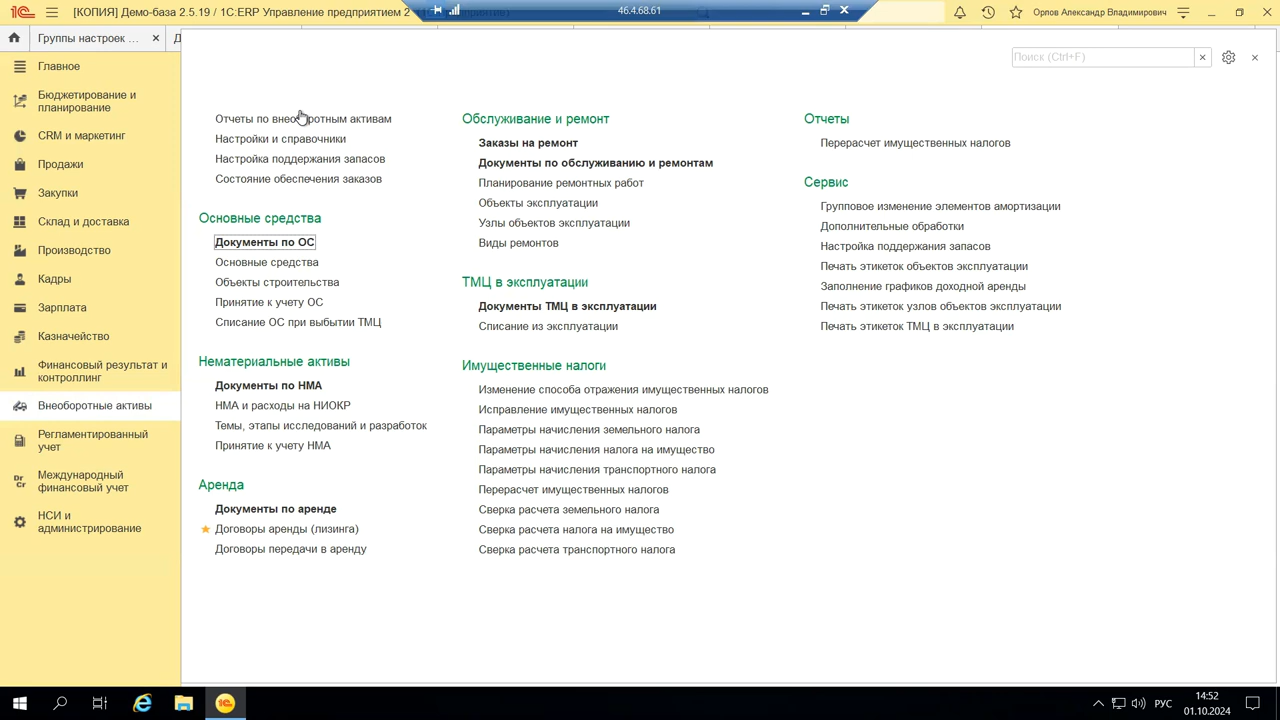 [КОПИЯ] Демо-база 2.5.19 / 1С:ERP Управление предприятием 2
46.4.68.61
Орлов Александр Владимирович
Группы настроек ...
Поиск (Ctrl+F)
Главное
Бюджетирование и
планирование
CRM и маркетинг
Продажи
Закупки
Склад и доставка
Производство
Кадры
Зарплата
Казначейство
Финансовый результат и
контроллинг
Внеоборотные активы
Регламентированный
учет
Международный
финансовый учет
НСИ и
администрирование
Отчеты по внеоборотным активам
Настройки и справочники
Настройка поддержания запасов
Состояние обеспечения заказов
Основные средства
Документы по ОС
Основные средства
Объекты строительства
Принятие к учету ОС
Списание ОС при выбытии ТМЦ
Нематериальные активы
Документы по НМА
НМА и расходы на НИОКР
Темы, этапы исследований и разработок
Принятие к учету НМА
Аренда
Документы по аренде
Договоры аренды (лизинга)
Договоры передачи в аренду
Обслуживание и ремонт
Заказы на ремонт
Документы по обслуживанию и ремонтам
Планирование ремонтных работ
Объекты эксплуатации
Узлы объектов эксплуатации
Виды ремонтов
ТМЦ в эксплуатации
Документы ТМЦ в эксплуатации
Списание из эксплуатации
Имущественные налоги
Изменение способа отражения имущественных налогов
Исправление имущественных налогов
Параметры начисления земельного налога
Параметры начисления налога на имущество
Параметры начисления транспортного налога
Перерасчет имущественных налогов
Сверка расчета земельного налога
Сверка расчета налога на имущество
Сверка расчета транспортного налога
Отчеты
Перерасчет имущественных налогов
Сервис
Групповое изменение элементов амортизации
Дополнительные обработки
Настройка поддержания запасов
Печать этикеток объектов эксплуатации
Заполнение графиков доходной аренды
Печать этикеток узлов объектов эксплуатации
Печать этикеток ТМЦ в эксплуатации
РУС
14:52
01.10.2024